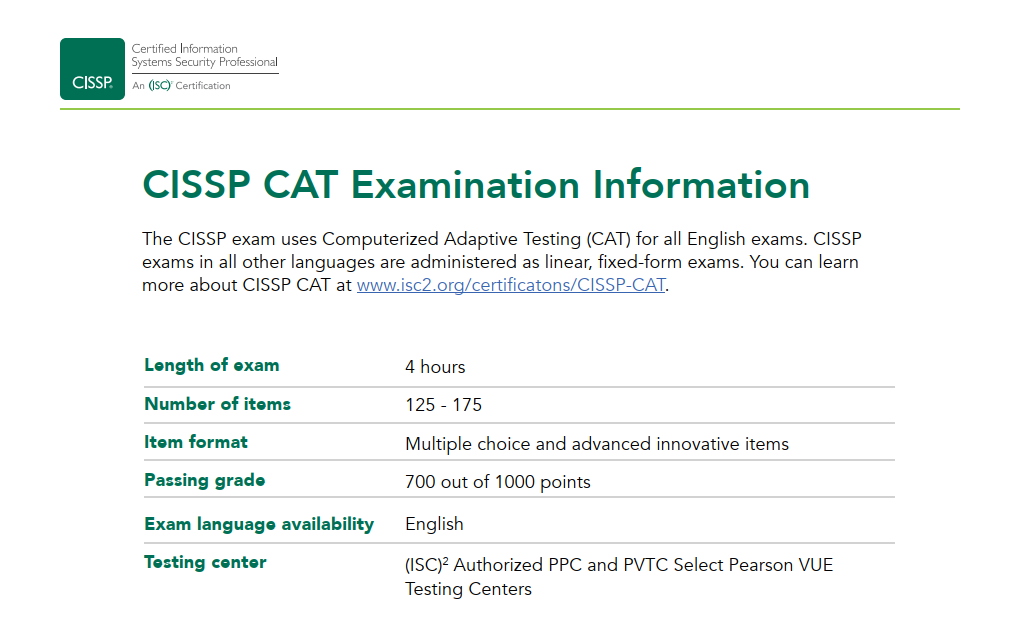 Certified Information
Systems Security Professional
CISSP®
An (ISC)² Certification
CISSP CAT Examination Information
The CISSP exam uses Computerized Adaptive Testing (CAT) for all English exams. CISSP
exams in all other languages are administered as linear, fixed-form exams. You can learn
more about CISSP CAT at www.isc2.org/certificatons/CISSP-CAT.
Length of exam 4 hours
Number of items 125 - 175
Item format Multiple choice and advanced innovative items
Passing grade 700 out of 1000 points
Exam language availability English
Testing center (ISC)² Authorized PPC and PVTC Select Pearson VUE
Testing Centers